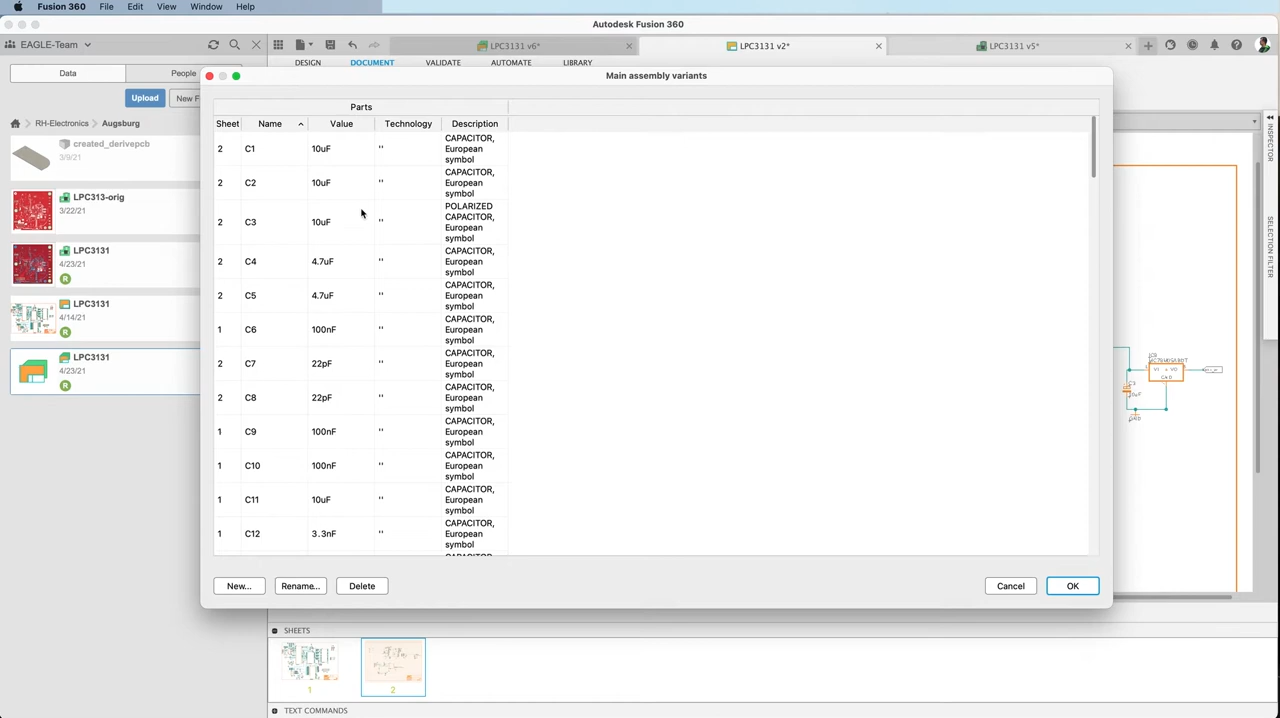 Fusion 360 File Edit View Window Help
Autodesk Fusion 360
EAGLE-Team
LPC3131 v6*
LPC3131 v2*
LPC3131 v5*
DESIGN DOCUMENT VALIDATE AUTOMATE LIBRARY
Data People
Main assembly variants
Upload New F
RH-Electronics Augsburg
created_derivepcb
3/9/21
LPC313-orig
3/22/21
LPC3131
4/23/21
R
LPC3131
4/14/21
R
LPC3131
4/23/21
R
Parts
Sheet Name Value Technology Description
2 C1 10uF '' CAPACITOR,
European
symbol
2 C2 10uF '' CAPACITOR,
European
symbol
2 C3 10uF '' POLARIZED
CAPACITOR,
European
symbol
2 C4 4.7uF '' CAPACITOR,
European
symbol
2 C5 4.7uF '' CAPACITOR,
European
symbol
1 C6 100nF '' CAPACITOR,
European
symbol
2 C7 22pF '' CAPACITOR,
European
symbol
2 C8 22pF '' CAPACITOR,
European
symbol
1 C9 100nF '' CAPACITOR,
European
symbol
1 C10 100nF '' CAPACITOR,
European
symbol
1 C11 10uF '' CAPACITOR,
European
symbol
1 C12 3.3nF '' CAPACITOR,
European
symbol
New... Rename... Delete Cancel OK
INSPECTOR
SELECTION FILTER
SHEETS
1
2
TEXT COMMANDS